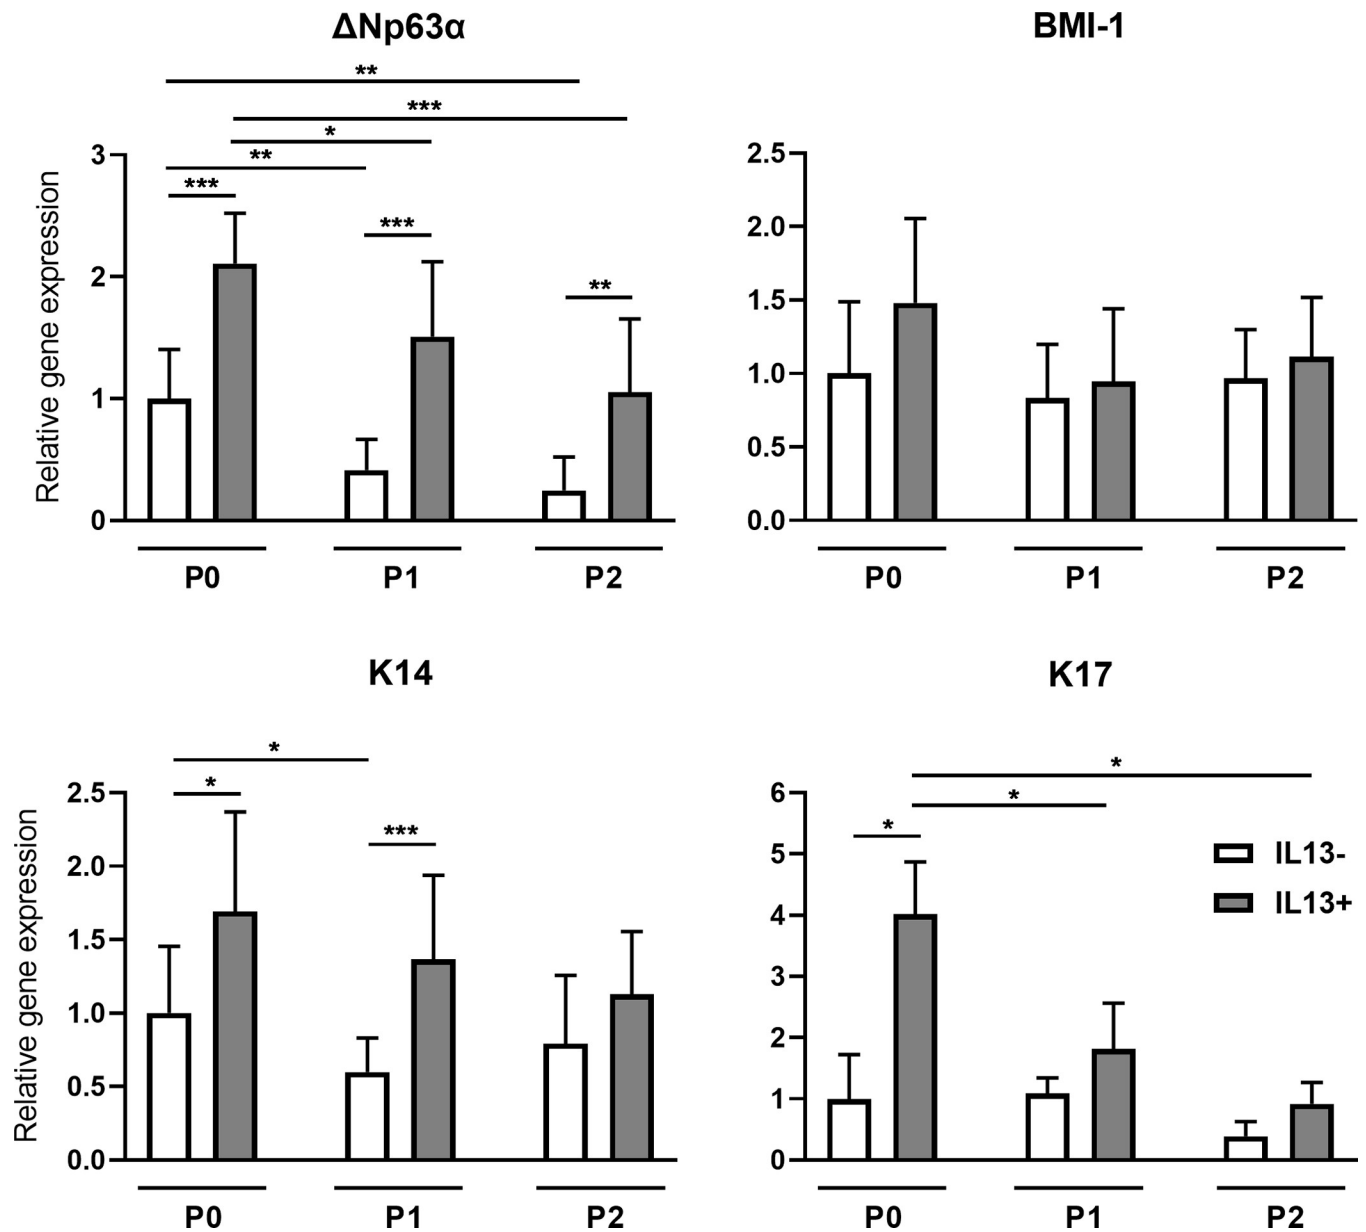 ΔNp63α
Relative gene expression
3
2
1
0
**
***
*
**
***
***
**
P0
P1
P2
BMI-1
2.5
2.0
1.5
1.0
0.5
0.0
P0
P1
P2
K14
Relative gene expression
2.5
2.0
1.5
1.0
0.5
0.0
*
*
***
P0
P1
P2
K17
6
5
4
3
2
1
0
*
*
*
IL13-
IL13+
P0
P1
P2